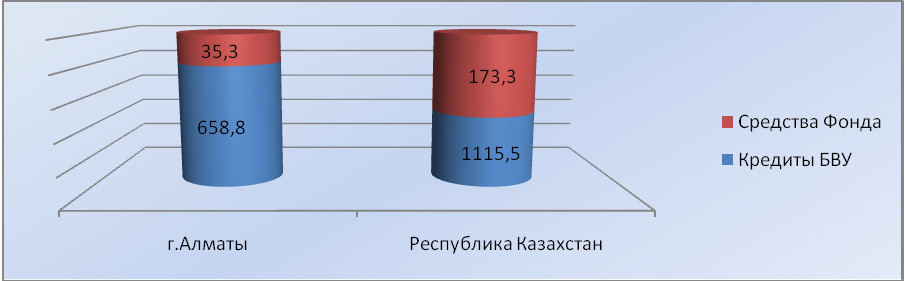 35,3
173,3
658,8
1115,5
Средства Фонда
Кредиты БВУ
г.Алматы
Республика Казахстан